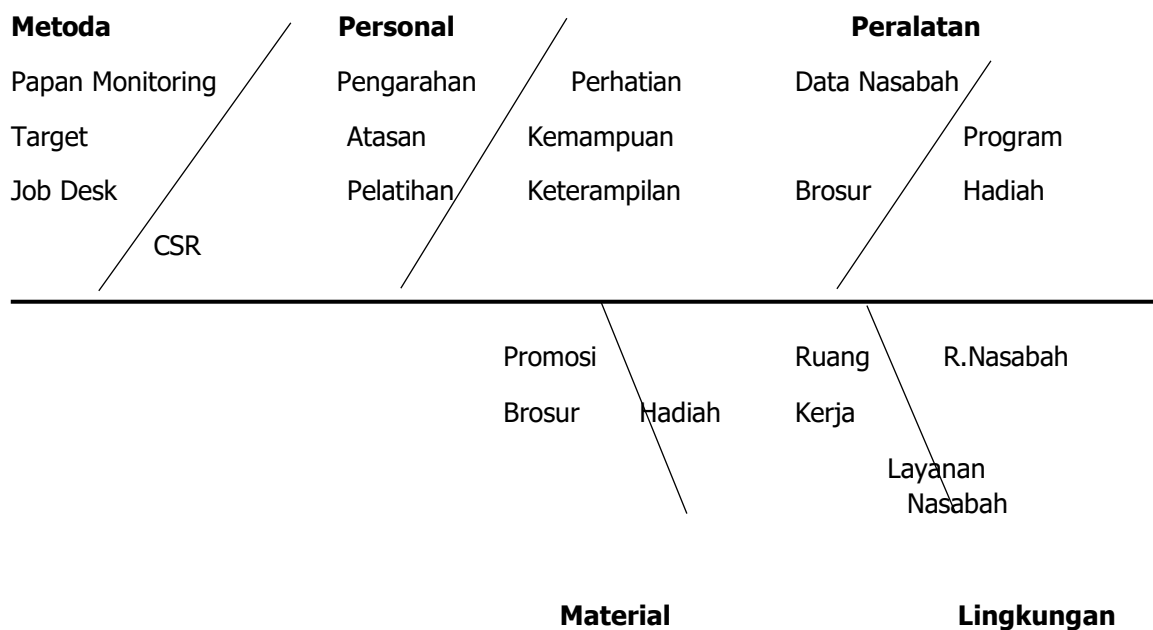 Metoda Personal Peralatan
Papan Monitoring Pengarahan Perhatian Data Nasabah
Target Atasan Kemampuan Program
Job Desk Pelatihan Keterampilan Brosur Hadiah
CSR
Promosi Ruang R.Nasabah
Brosur Hadiah Kerja
Layanan
Nasabah
Material Lingkungan